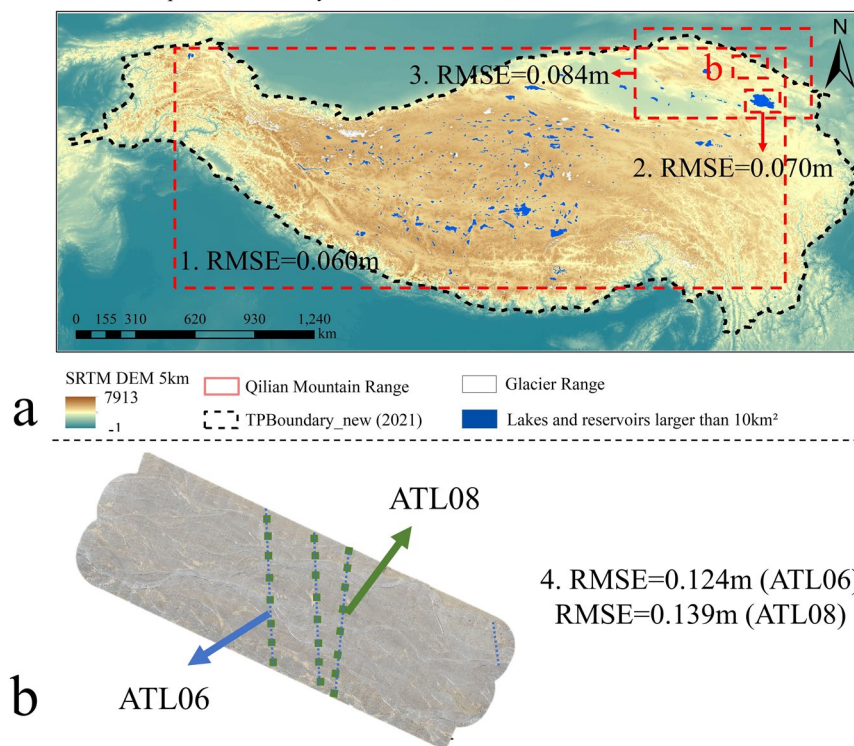 a
N
3. RMSE=0.084m
b
2. RMSE=0.070m
1. RMSE=0.060m
0 155 310 620 930 1,240
km
SRTM DEM 5km
7913
-1
Qilian Mountain Range
Glacier Range
TPBoundary_new (2021)
Lakes and reservoirs larger than 10km²
b
ATL08
ATL06
4. RMSE=0.124m (ATL06)
RMSE=0.139m (ATL08)